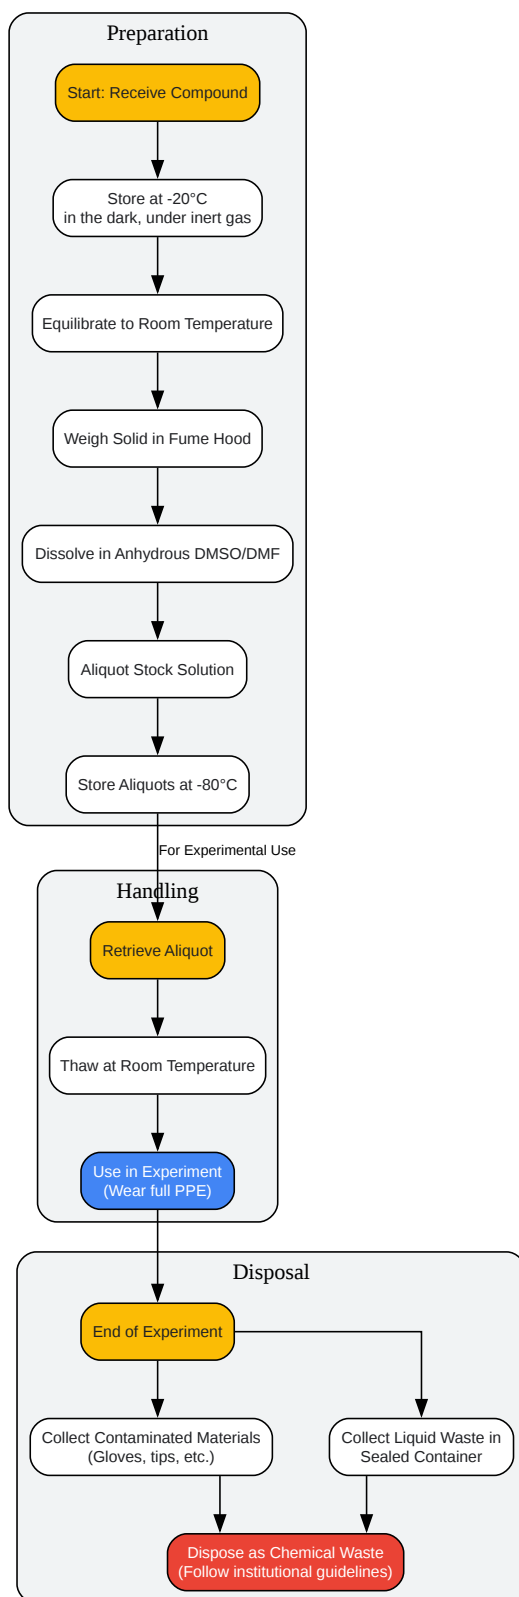 Preparation
Start: Receive Compound
Store at -20°C
in the dark, under inert gas
Equilibrate to Room Temperature
Weigh Solid in Fume Hood
Dissolve in Anhydrous DMSO/DMF
Aliquot Stock Solution
Store Aliquots at -80°C
For Experimental Use
Handling
Retrieve Aliquot
Thaw at Room Temperature
Use in Experiment
(Wear full PPE)
Disposal
End of Experiment
Collect Contaminated Materials
(Gloves, tips, etc.)
Collect Liquid Waste in
Sealed Container
Dispose as Chemical Waste
(Follow institutional guidelines)